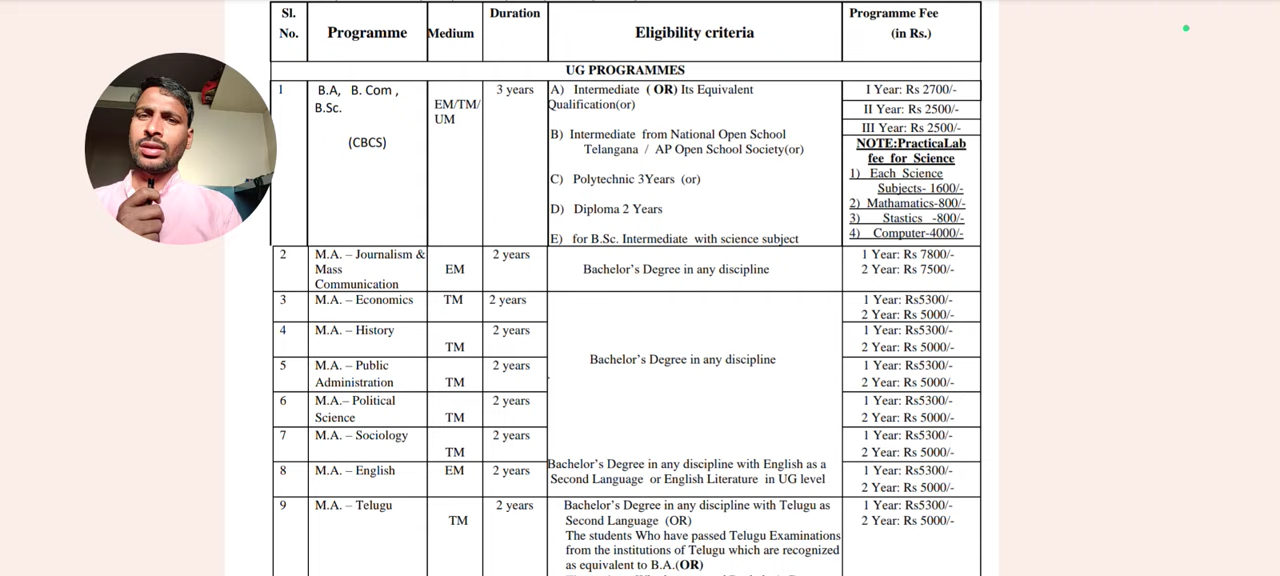 Sl. No. Programme Medium Duration Eligibility criteria Programme Fee (in Rs.)
UG PROGRAMMES
1 B.A, B. Com , B.Sc. (CBCS) EM/TM/ UM 3 years
A) Intermediate ( OR) Its Equivalent
Qualification(or)
B) Intermediate from National Open School
Telangana / AP Open School Society(or)
C) Polytechnic 3Years (or)
D) Diploma 2 Years
E) for B.Sc. Intermediate with science subject
I Year: Rs 2700/-
II Year: Rs 2500/-
III Year: Rs 2500/-
NOTE:PracticaLab
fee for Science
1) Each Science
Subjects- 1600/-
2) Mathamatics-800/-
3) Stastics -800/-
4) Computer-4000/-
2 M.A. – Journalism & Mass Communication EM 2 years Bachelor’s Degree in any discipline
1 Year: Rs 7800/-
2 Year: Rs 7500/-
3 M.A. – Economics TM 2 years
1 Year: Rs5300/-
2 Year: Rs 5000/-
4 M.A. – History TM 2 years
1 Year: Rs5300/-
2 Year: Rs 5000/-
Bachelor’s Degree in any discipline
5 M.A. – Public Administration TM 2 years
1 Year: Rs5300/-
2 Year: Rs 5000/-
6 M.A.– Political Science TM 2 years
1 Year: Rs5300/-
2 Year: Rs 5000/-
7 M.A. – Sociology TM 2 years
1 Year: Rs5300/-
2 Year: Rs 5000/-
8 M.A. – English EM 2 years
Bachelor’s Degree in any discipline with English as a
Second Language or English Literature in UG level
1 Year: Rs5300/-
2 Year: Rs 5000/-
9 M.A. – Telugu TM 2 years
Bachelor’s Degree in any discipline with Telugu as
Second Language (OR)
The students Who have passed Telugu Examinations
from the institutions of Telugu which are recognized
as equivalent to B.A.(OR)
1 Year: Rs5300/-
2 Year: Rs 5000/-